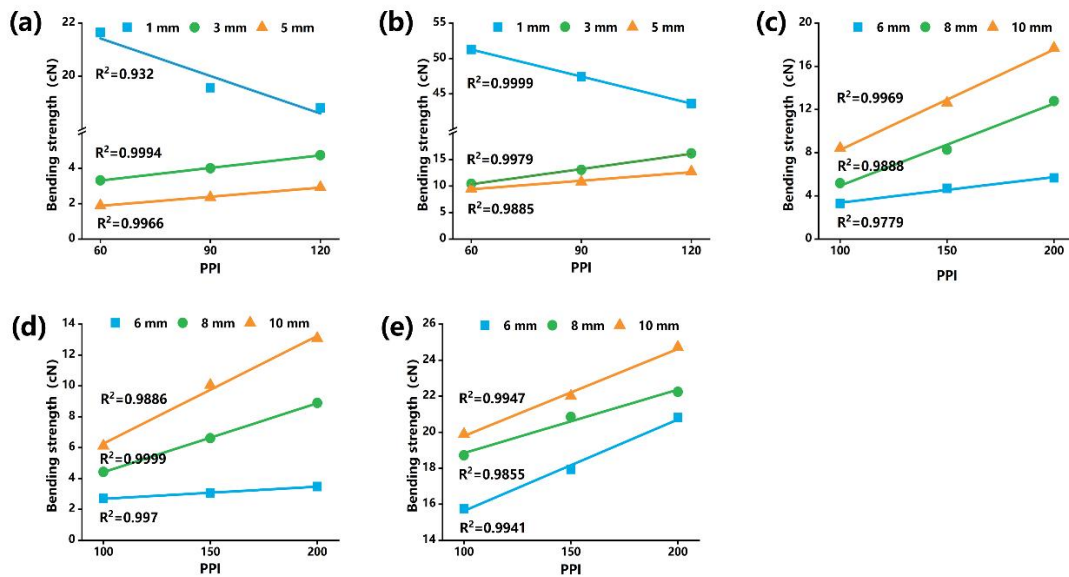 (a)
1 mm 3 mm 5 mm
Bending strength (cN)
22
20
4
2
0
R²=0.932
R²=0.9994
R²=0.9966
60 90 120
PPI
(b)
1 mm 3 mm 5 mm
Bending strength (cN)
55
50
45
15
10
5
0
R²=0.9999
R²=0.9979
R²=0.9885
60 90 120
PPI
(c)
6 mm 8 mm 10 mm
Bending strength (cN)
20
16
12
8
4
0
R²=0.9969
R²=0.9888
R²=0.9779
100 150 200
PPI
(d)
6 mm 8 mm 10 mm
Bending strength (cN)
14
12
10
8
6
4
2
0
R²=0.9886
R²=0.9999
R²=0.997
100 150 200
PPI
(e)
6 mm 8 mm 10 mm
Bending strength (cN)
26
24
22
20
18
16
14
R²=0.9947
R²=0.9855
R²=0.9941
100 150 200
PPI